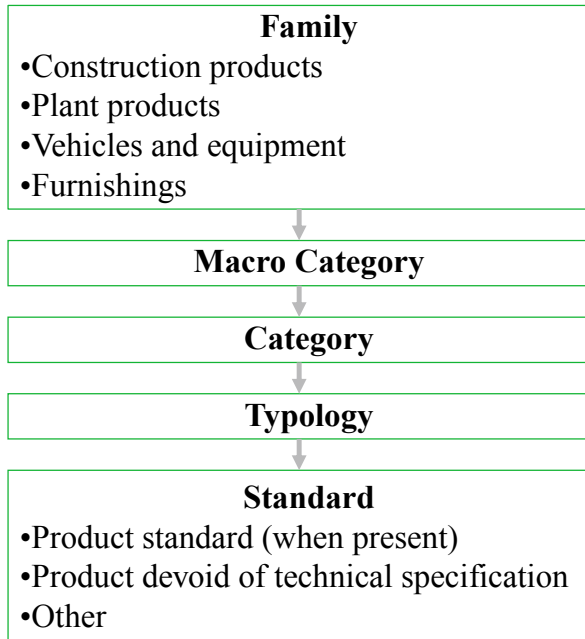 Family
•Construction products
•Plant products
•Vehicles and equipment
•Furnishings
Macro Category
Category
Typology
Standard
•Product standard (when present)
•Product devoid of technical specification
•Other